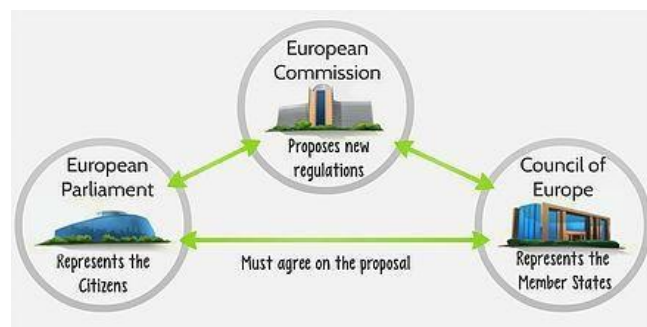 European
Commission
Proposes new
regulations
European
Parliament
Represents the
Citizens
Must agree on the proposal
Council of
Europe
Represents the
Member States